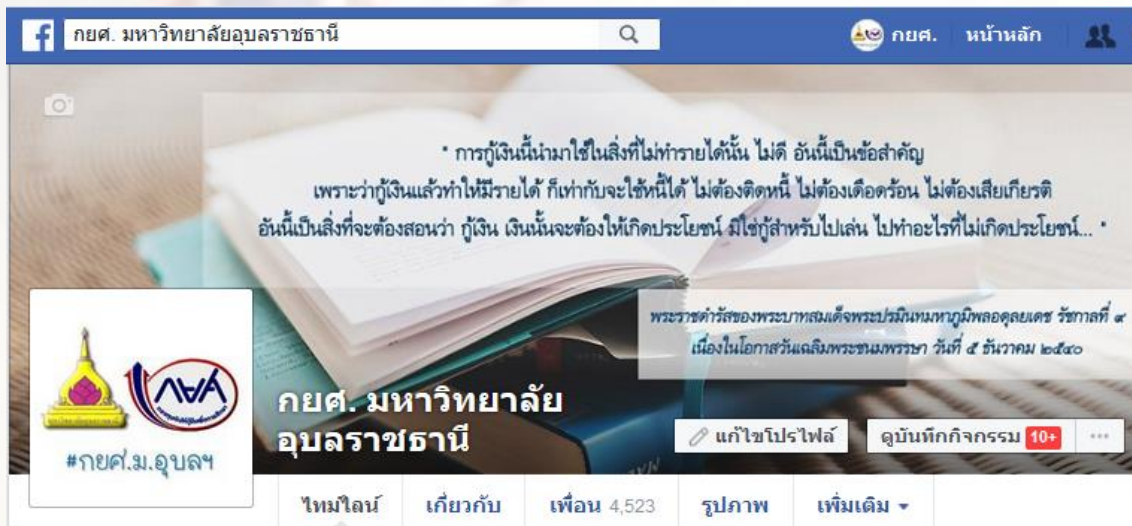 กยศ. มหาวิทยาลัยอุบลราชธานี
กยศ. หน้าหลัก
" การกู้เงินนี้นำมาใช้ในสิ่งที่ไม่ทำรายได้นั้น ไม่ดี อันนี้เป็นข้อสำคัญ
เพราะว่ากู้เงินแล้วทำให้มีรายได้ ก็เท่ากับจะใช้หนี้ได้ ไม่ต้องติดหนี้ ไม่ต้องเดือดร้อน ไม่ต้องเสียเกียรติ
อันนี้เป็นสิ่งที่จะต้องสอนว่า กู้เงิน เงินนั้นจะต้องให้เกิดประโยชน์ มิใช่กู้สำหรับไปเล่น ไปทำอะไรที่ไม่เกิดประโยชน์... "
พระราชดำรัสของพระบาทสมเด็จพระปรมินทมหาภูมิพลอดุลยเดช รัชกาลที่ ๙
เนื่องในโอกาสวันเฉลิมพระชนมพรรษา วันที่ ๕ ธันวาคม ๒๕๔๐
กยศ
#กยศ.ม.อุบลฯ
กยศ. มหาวิทยาลัย
อุบลราชธานี
แก้ไขโปรไฟล์ ดูบันทึกกิจกรรม 10+ ...
ไทม์ไลน์ เกี่ยวกับ เพื่อน 4,523 รูปภาพ เพิ่มเติม